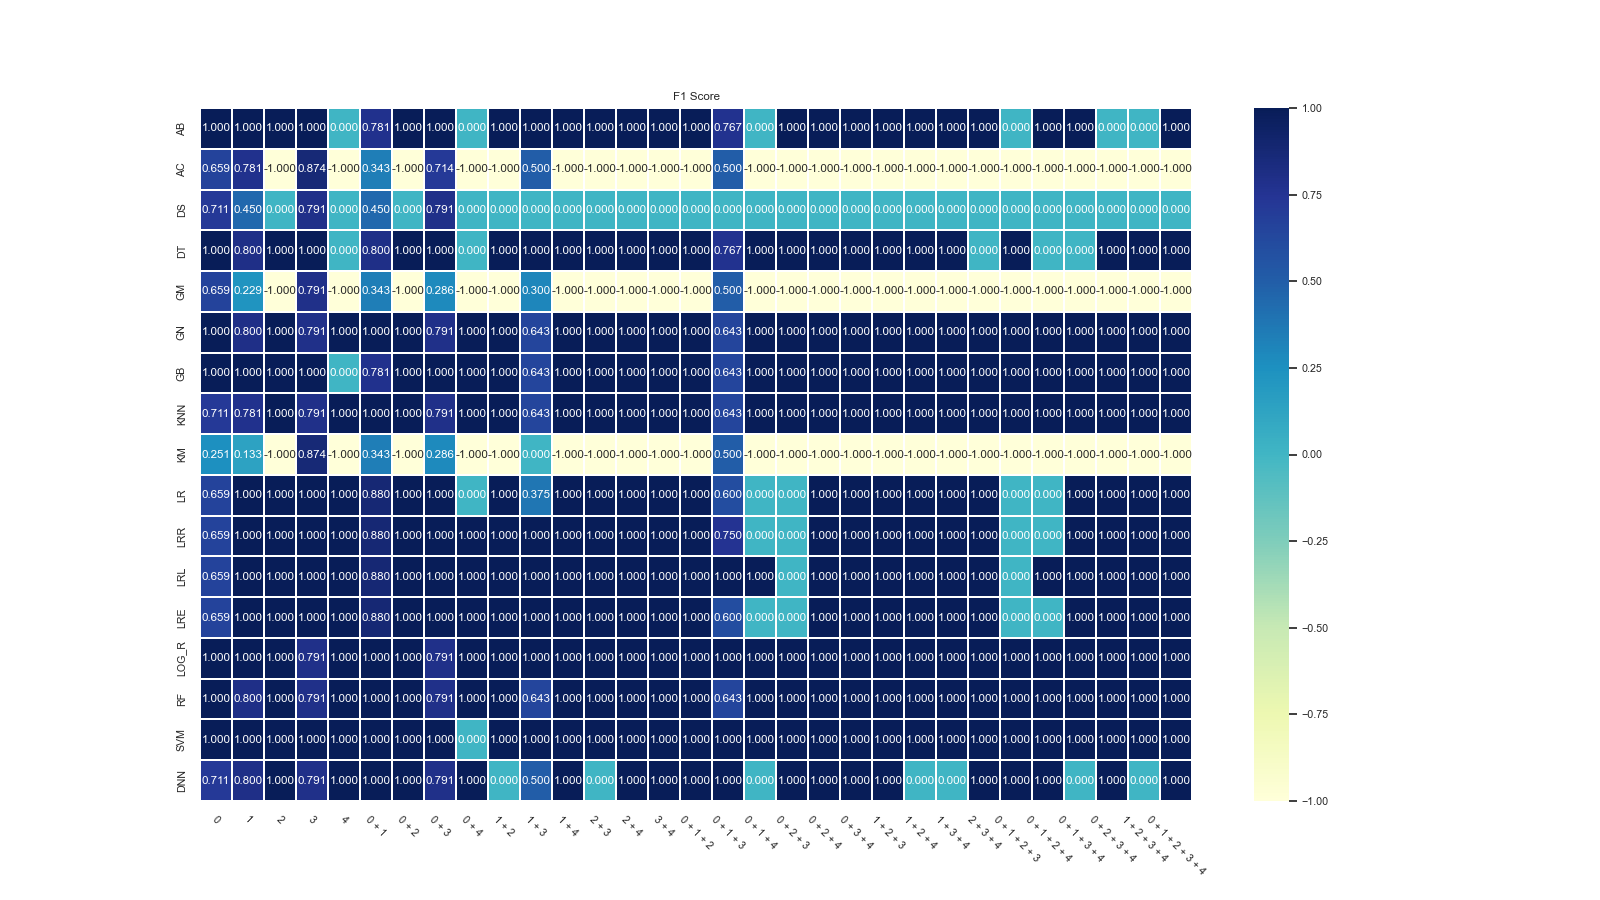 F1 Score
AB 1.000 1.000 1.000 1.000 0.000 0.781 1.000 1.000 0.000 1.000 1.000 1.000 1.000 1.000 1.000 1.000 0.767 0.000 1.000 1.000 1.000 1.000 1.000 1.000 1.000 0.000 1.000 1.000 0.000 0.000 1.000
AC 0.659 0.781 -1.000 0.874 -1.000 0.343 -1.000 0.714 -1.000 -1.000 0.500 -1.000 -1.000 -1.000 -1.000 -1.000 0.500 -1.000 -1.000 -1.000 -1.000 -1.000 -1.000 -1.000 -1.000 -1.000 -1.000 -1.000 -1.000 -1.000 -1.000
DS 0.711 0.450 0.000 0.791 0.000 0.450 0.000 0.791 0.000 0.000 0.000 0.000 0.000 0.000 0.000 0.000 0.000 0.000 0.000 0.000 0.000 0.000 0.000 0.000 0.000 0.000 0.000 0.000 0.000 0.000 0.000
DT 1.000 0.800 1.000 1.000 0.000 0.800 1.000 1.000 0.000 1.000 1.000 1.000 1.000 1.000 1.000 1.000 0.767 1.000 1.000 1.000 1.000 1.000 1.000 1.000 0.000 1.000 0.000 0.000 1.000 1.000 1.000
GM 0.659 0.229 -1.000 0.791 -1.000 0.343 -1.000 0.286 -1.000 -1.000 0.300 -1.000 -1.000 -1.000 -1.000 -1.000 0.500 -1.000 -1.000 -1.000 -1.000 -1.000 -1.000 -1.000 -1.000 -1.000 -1.000 -1.000 -1.000 -1.000 -1.000
GN 1.000 0.800 1.000 0.791 1.000 1.000 1.000 0.791 1.000 1.000 0.643 1.000 1.000 1.000 1.000 1.000 0.643 1.000 1.000 1.000 1.000 1.000 1.000 1.000 1.000 1.000 1.000 1.000 1.000 1.000 1.000
GB 1.000 1.000 1.000 1.000 0.000 0.781 1.000 1.000 1.000 1.000 0.643 1.000 1.000 1.000 1.000 1.000 0.643 1.000 1.000 1.000 1.000 1.000 1.000 1.000 1.000 1.000 1.000 1.000 1.000 1.000 1.000
KNN 0.711 0.781 1.000 0.791 1.000 1.000 1.000 0.791 1.000 1.000 0.643 1.000 1.000 1.000 1.000 1.000 0.643 1.000 1.000 1.000 1.000 1.000 1.000 1.000 1.000 1.000 1.000 1.000 1.000 1.000 1.000
KM 0.251 0.133 -1.000 0.874 -1.000 0.343 -1.000 0.286 -1.000 -1.000 0.000 -1.000 -1.000 -1.000 -1.000 -1.000 0.500 -1.000 -1.000 -1.000 -1.000 -1.000 -1.000 -1.000 -1.000 -1.000 -1.000 -1.000 -1.000 -1.000 -1.000
LR 0.659 1.000 1.000 1.000 1.000 0.880 1.000 1.000 0.000 1.000 0.375 1.000 1.000 1.000 1.000 1.000 0.600 0.000 0.000 1.000 1.000 1.000 1.000 1.000 1.000 0.000 0.000 1.000 1.000 1.000 1.000
LRR 0.659 1.000 1.000 1.000 1.000 0.880 1.000 1.000 1.000 1.000 1.000 1.000 1.000 1.000 1.000 1.000 0.750 0.000 0.000 1.000 1.000 1.000 1.000 1.000 1.000 0.000 0.000 1.000 1.000 1.000 1.000
LRL 0.659 1.000 1.000 1.000 1.000 0.880 1.000 1.000 1.000 1.000 1.000 1.000 1.000 1.000 1.000 1.000 1.000 1.000 0.000 1.000 1.000 1.000 1.000 1.000 1.000 0.000 1.000 1.000 1.000 1.000 1.000
LRE 0.659 1.000 1.000 1.000 1.000 0.880 1.000 1.000 1.000 1.000 1.000 1.000 1.000 1.000 1.000 1.000 0.600 0.000 0.000 1.000 1.000 1.000 1.000 1.000 1.000 0.000 0.000 1.000 1.000 1.000 1.000
LOG_R 1.000 1.000 1.000 0.791 1.000 1.000 1.000 0.791 1.000 1.000 1.000 1.000 1.000 1.000 1.000 1.000 1.000 1.000 1.000 1.000 1.000 1.000 1.000 1.000 1.000 1.000 1.000 1.000 1.000 1.000 1.000
RF 1.000 0.800 1.000 0.791 1.000 1.000 1.000 0.791 1.000 1.000 0.643 1.000 1.000 1.000 1.000 1.000 0.643 1.000 1.000 1.000 1.000 1.000 1.000 1.000 1.000 1.000 1.000 1.000 1.000 1.000 1.000
SVM 1.000 1.000 1.000 1.000 1.000 1.000 1.000 1.000 0.000 1.000 1.000 1.000 1.000 1.000 1.000 1.000 1.000 1.000 1.000 1.000 1.000 1.000 1.000 1.000 1.000 1.000 1.000 1.000 1.000 1.000 1.000
DNN 0.711 0.800 1.000 0.791 1.000 1.000 1.000 0.791 1.000 0.000 0.500 1.000 0.000 1.000 1.000 1.000 1.000 0.000 1.000 1.000 1.000 1.000 0.000 0.000 1.000 1.000 1.000 0.000 1.000 0.000 1.000
0
1
2
3
4
0 + 1
0 + 2
0 + 3
0 + 4
1 + 2
1 + 3
1 + 4
2 + 3
2 + 4
3 + 4
0 + 1 + 2
0 + 1 + 3
0 + 1 + 4
0 + 2 + 3
0 + 2 + 4
0 + 3 + 4
1 + 2 + 3
1 + 2 + 4
1 + 3 + 4
2 + 3 + 4
0 + 1 + 2 + 3
0 + 1 + 2 + 4
0 + 1 + 3 + 4
0 + 2 + 3 + 4
1 + 2 + 3 + 4
0 + 1 + 2 + 3 + 4
1.00
0.75
0.50
0.25
0.00
−0.25
−0.50
−0.75
−1.00